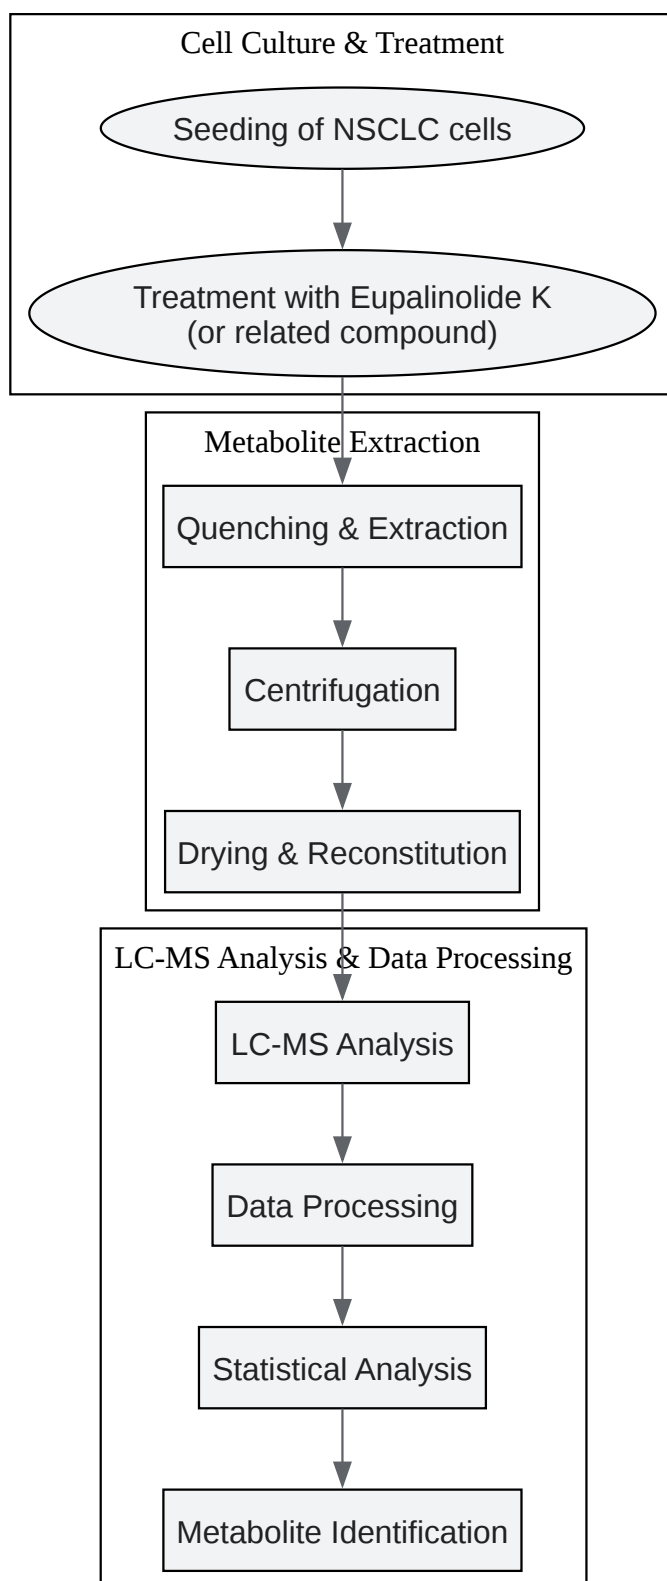 Cell Culture & Treatment
Seeding of NSCLC cells
Treatment with Eupalinolide K
(or related compound)
Metabolite Extraction
Quenching & Extraction
Centrifugation
Drying & Reconstitution
LC-MS Analysis & Data Processing
LC-MS Analysis
Data Processing
Statistical Analysis
Metabolite Identification